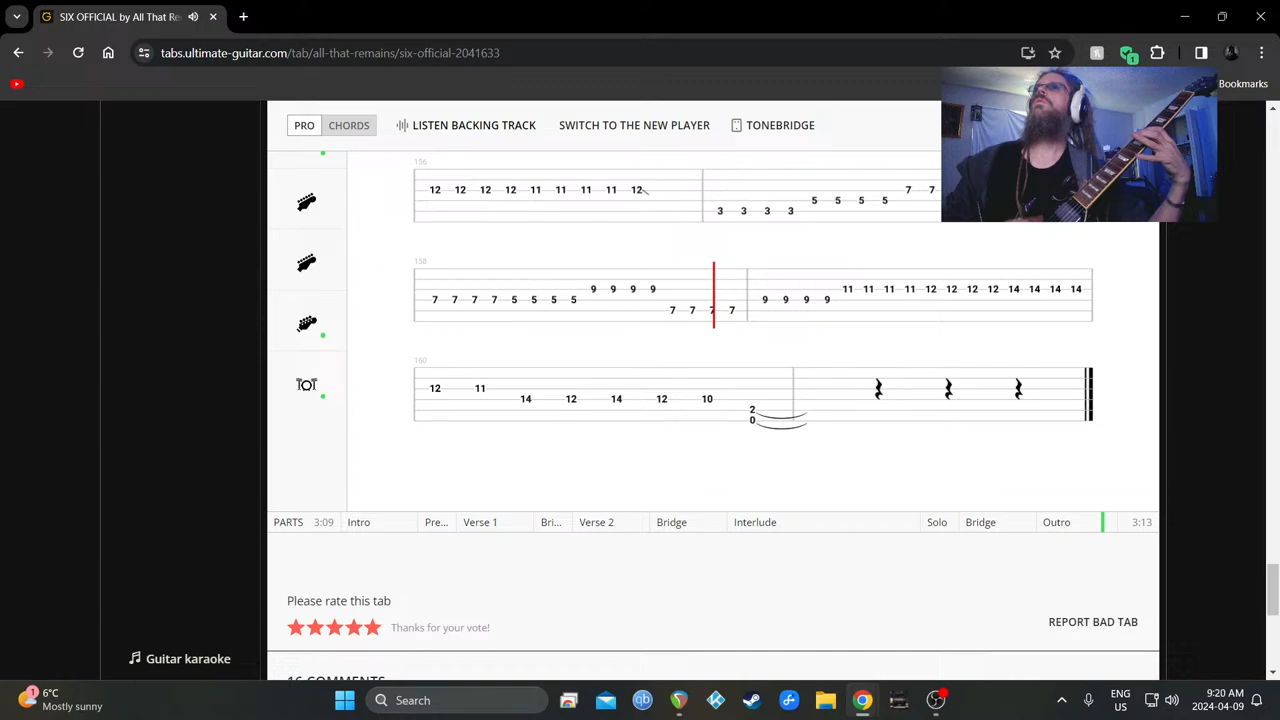 SIX OFFICIAL by All That Re
tabs.ultimate-guitar.com/tab/all-that-remains/six-official-2041633
1
Bookmarks
PRO CHORDS LISTEN BACKING TRACK SWITCH TO THE NEW PLAYER TONEBRIDGE
156
12 12 12 12 11 11 11 11 12 3 3 3 3 5 5 5 5 7 7
158
7 7 7 7 5 5 5 5 9 9 9 9 7 7 7 7 9 9 9 9 11 11 11 11 12 12 12 12 14 14 14 14
160
12 11 14 12 14 12 10 2
0
PARTS 3:09 Intro Pre... Verse 1 Bri... Verse 2 Bridge Interlude Solo Bridge Outro 3:13
Please rate this tab
Thanks for your vote!
REPORT BAD TAB
Guitar karaoke
16 COMMENTS
1
6°C
Mostly sunny
Search
qb
ENG
US
9:20 AM
2024-04-09